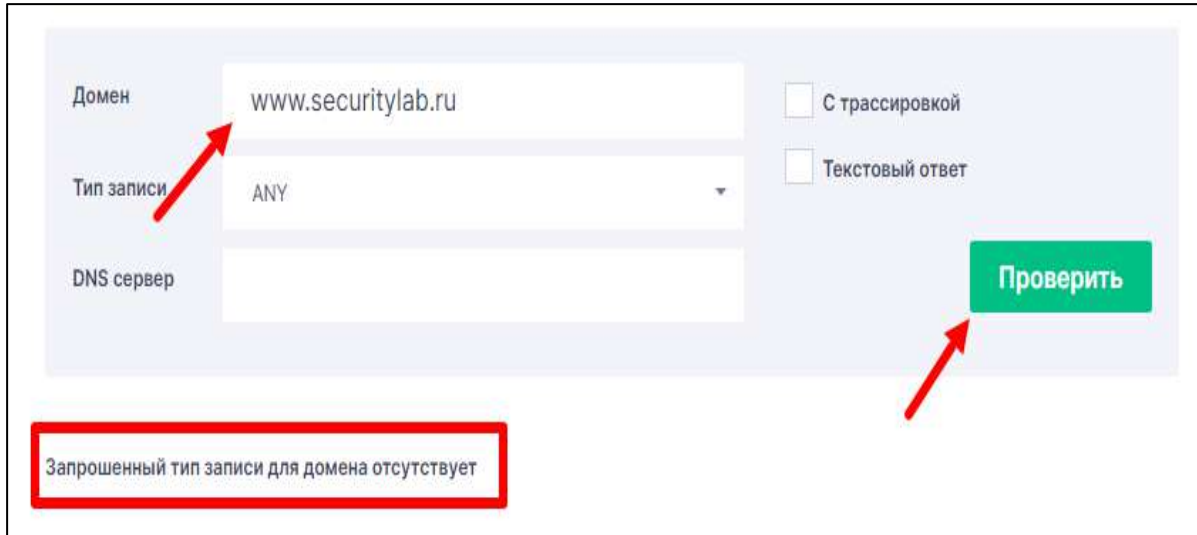 Домен
www.securitylab.ru
С трассировкой
Тип записи
ANY
Текстовый ответ
DNS сервер
Проверить
Запрошенный тип записи для домена отсутствует